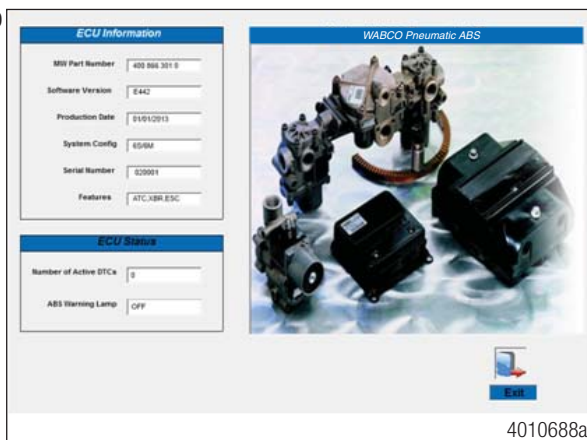 )
ECU Information
MW Part Number 400 866 301 0
Software Version E442
Production Date 01/01/2013
System Config 6S/6M
Serial Number 020001
Features ATC,XBR,ESC
ECU Status
Number of Active DTCs 0
ABS Warning Lamp OFF
WABCO Pneumatic ABS
Exit
4010688a